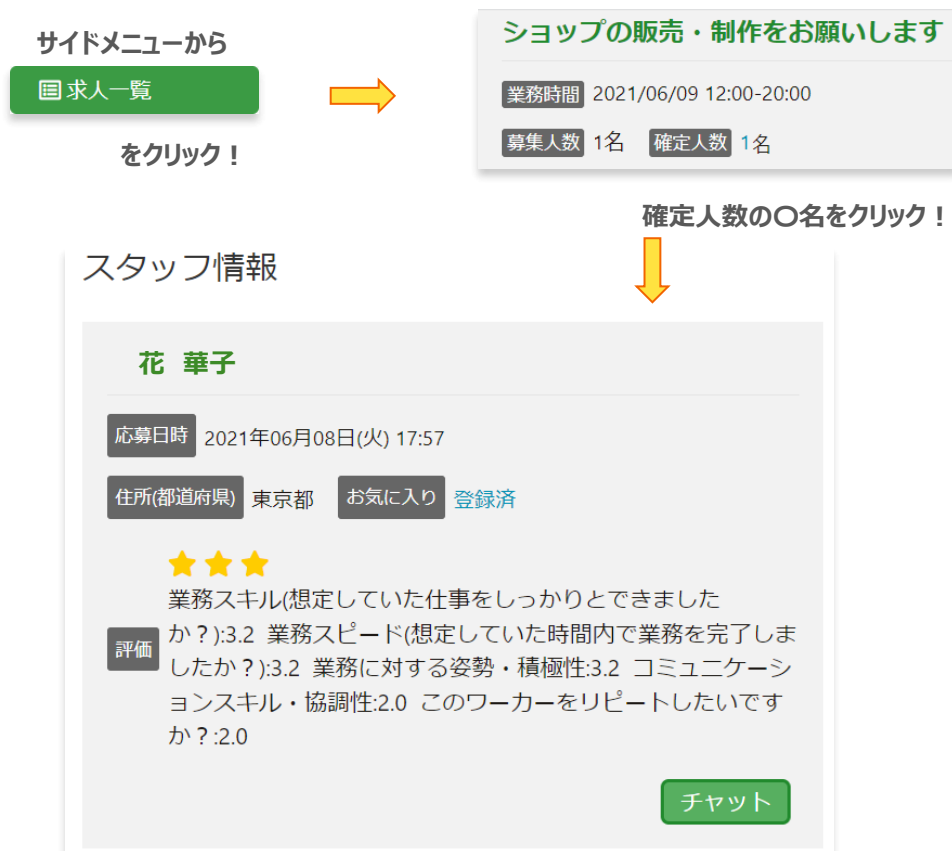 サイドメニューから
求人一覧
をクリック！
ショップの販売・制作をお願いします
業務時間 2021/06/09 12:00-20:00
募集人数 1名 確定人数 1名
確定人数の〇名をクリック！
スタッフ情報
花 華子
応募日時 2021年06月08日(火) 17:57
住所(都道府県) 東京都 お気に入り 登録済
評価
業務スキル(想定していた仕事をしっかりとできました
か？):3.2 業務スピード(想定していた時間内で業務を完了しま
したか？):3.2 業務に対する姿勢・積極性:3.2 コミュニケーシ
ョンスキル・協調性:2.0 このワーカーをリピートしたいです
か？:2.0
チャット